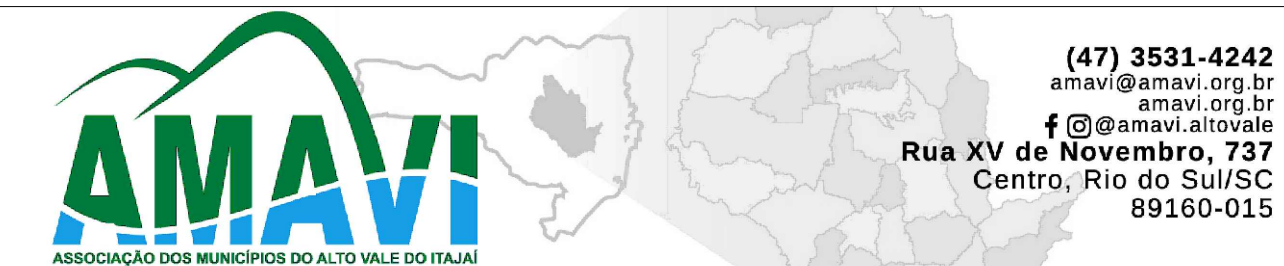 AMAVI
ASSOCIAÇÃO DOS MUNICÍPIOS DO ALTO VALE DO ITAJAÍ
(47) 3531-4242
amavi@amavi.org.br
amavi.org.br
@amavi.altovale
Rua XV de Novembro, 737
Centro, Rio do Sul/SC
89160-015